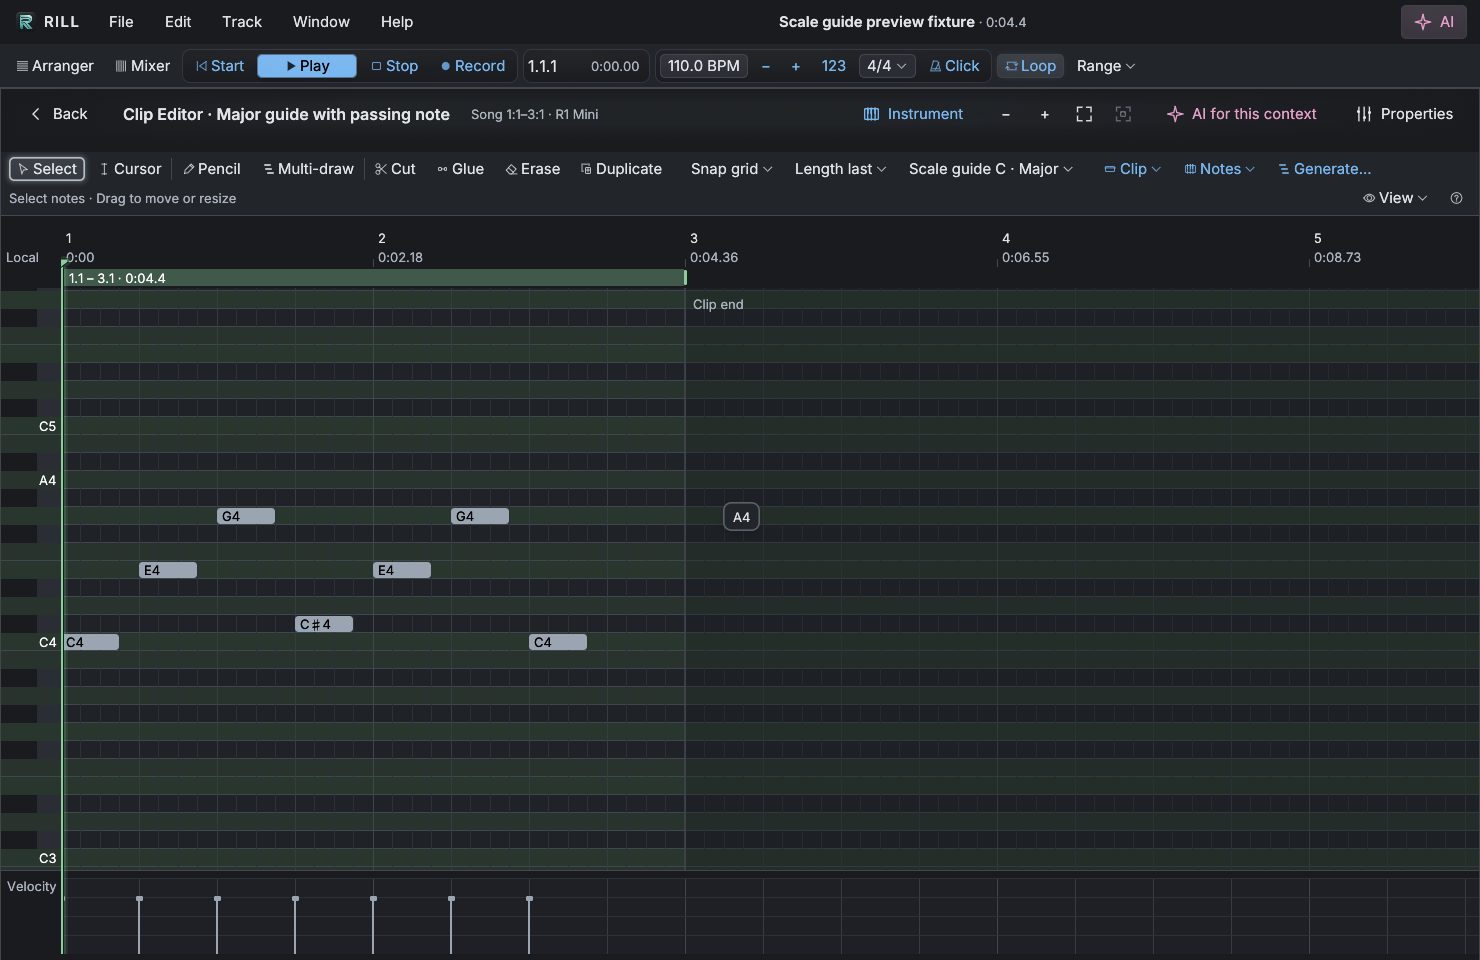 RILL File Edit Track Window Help Scale guide preview fixture · 0:04.4 AI
Arranger Mixer Start Play Stop Record 1.1.1 0:00.00 110.0 BPM − + 123 4/4 Click Loop Range
Back Clip Editor · Major guide with passing note Song 1:1–3:1 · R1 Mini Instrument − + AI for this context Properties
Select Cursor Pencil Multi-draw Cut Glue Erase Duplicate Snap grid Length last Scale guide C · Major Clip Notes Generate...
Select notes · Drag to move or resize View
1 2 3 4 5
Local 0:00 0:02.18 0:04.36 0:06.55 0:08.73
1.1 – 3.1 · 0:04.4
Clip end
C5
A4
G4 G4 A4
E4 E4
C♯4
C4 C4 C4
C3
Velocity